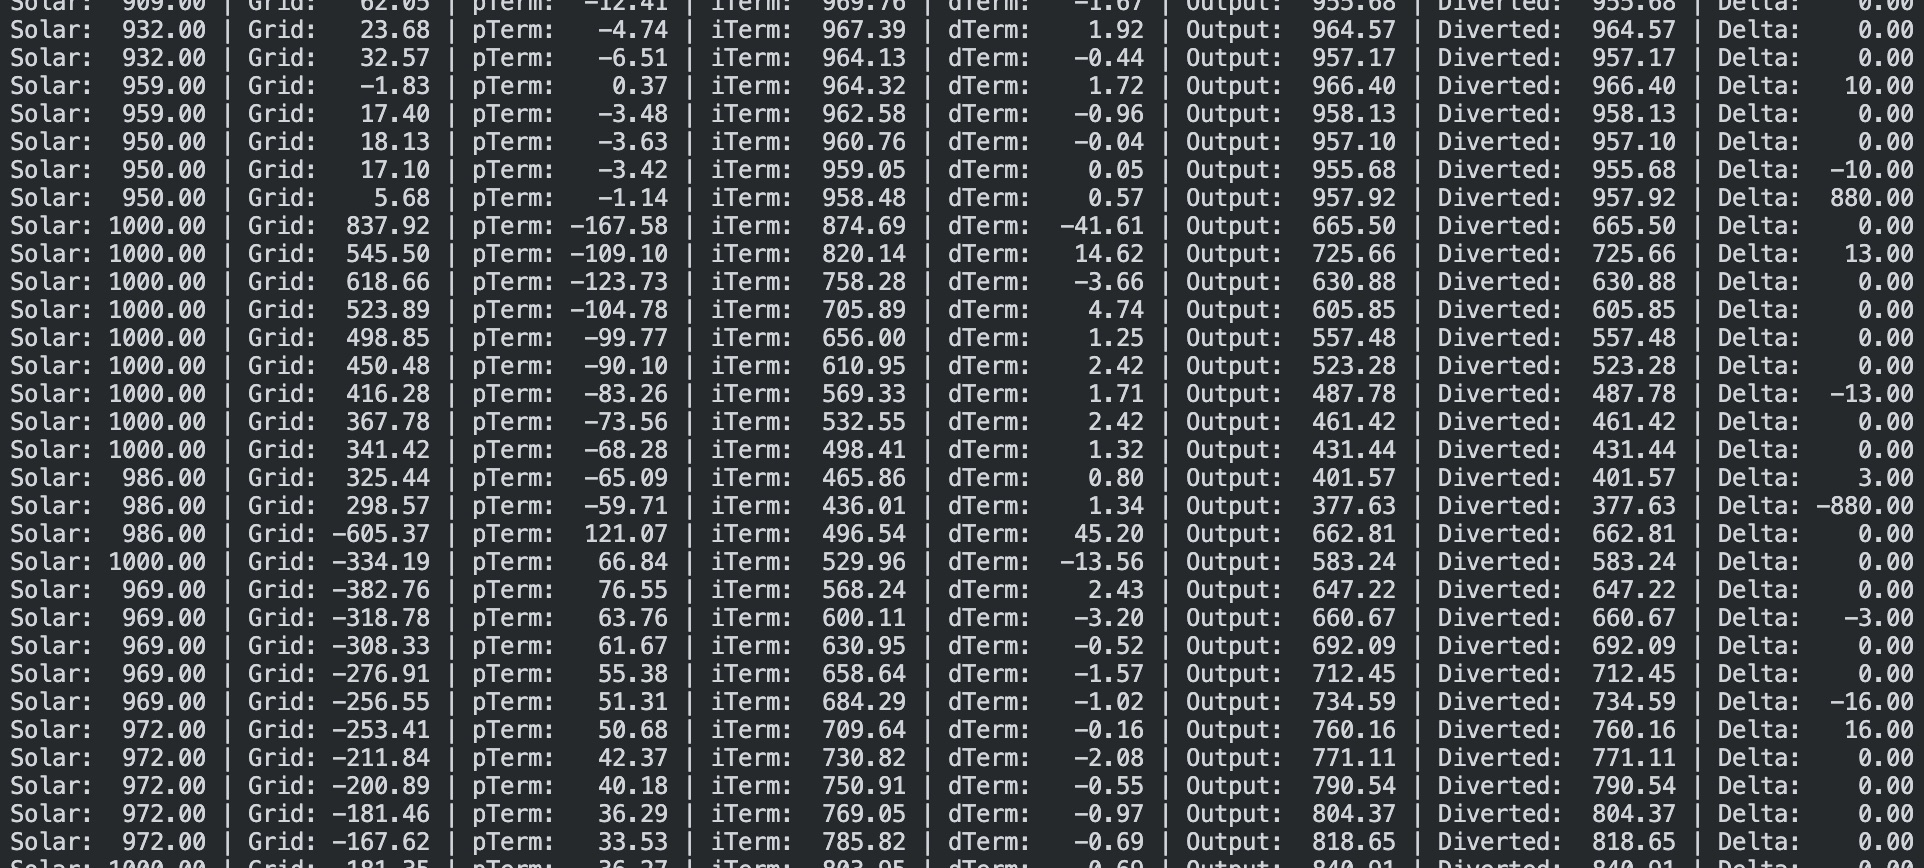 Solar: 909.00 | Grid: 62.05 | pTerm: -12.41 | iTerm: 969.76 | dTerm: -1.67 | Output: 955.68 | Diverted: 955.68 | Delta: 0.00
Solar: 932.00 | Grid: 23.68 | pTerm: -4.74 | iTerm: 967.39 | dTerm: 1.92 | Output: 964.57 | Diverted: 964.57 | Delta: 0.00
Solar: 932.00 | Grid: 32.57 | pTerm: -6.51 | iTerm: 964.13 | dTerm: -0.44 | Output: 957.17 | Diverted: 957.17 | Delta: 0.00
Solar: 959.00 | Grid: -1.83 | pTerm: 0.37 | iTerm: 964.32 | dTerm: 1.72 | Output: 966.40 | Diverted: 966.40 | Delta: 10.00
Solar: 959.00 | Grid: 17.40 | pTerm: -3.48 | iTerm: 962.58 | dTerm: -0.96 | Output: 958.13 | Diverted: 958.13 | Delta: 0.00
Solar: 950.00 | Grid: 18.13 | pTerm: -3.63 | iTerm: 960.76 | dTerm: -0.04 | Output: 957.10 | Diverted: 957.10 | Delta: 0.00
Solar: 950.00 | Grid: 17.10 | pTerm: -3.42 | iTerm: 959.05 | dTerm: 0.05 | Output: 955.68 | Diverted: 955.68 | Delta: -10.00
Solar: 950.00 | Grid: 5.68 | pTerm: -1.14 | iTerm: 958.48 | dTerm: 0.57 | Output: 957.92 | Diverted: 957.92 | Delta: 880.00
Solar: 1000.00 | Grid: 837.92 | pTerm: -167.58 | iTerm: 874.69 | dTerm: -41.61 | Output: 665.50 | Diverted: 665.50 | Delta: 0.00
Solar: 1000.00 | Grid: 545.50 | pTerm: -109.10 | iTerm: 820.14 | dTerm: 14.62 | Output: 725.66 | Diverted: 725.66 | Delta: 13.00
Solar: 1000.00 | Grid: 618.66 | pTerm: -123.73 | iTerm: 758.28 | dTerm: -3.66 | Output: 630.88 | Diverted: 630.88 | Delta: 0.00
Solar: 1000.00 | Grid: 523.89 | pTerm: -104.78 | iTerm: 705.89 | dTerm: 4.74 | Output: 605.85 | Diverted: 605.85 | Delta: 0.00
Solar: 1000.00 | Grid: 498.85 | pTerm: -99.77 | iTerm: 656.00 | dTerm: 1.25 | Output: 557.48 | Diverted: 557.48 | Delta: 0.00
Solar: 1000.00 | Grid: 450.48 | pTerm: -90.10 | iTerm: 610.95 | dTerm: 2.42 | Output: 523.28 | Diverted: 523.28 | Delta: 0.00
Solar: 1000.00 | Grid: 416.28 | pTerm: -83.26 | iTerm: 569.33 | dTerm: 1.71 | Output: 487.78 | Diverted: 487.78 | Delta: -13.00
Solar: 1000.00 | Grid: 367.78 | pTerm: -73.56 | iTerm: 532.55 | dTerm: 2.42 | Output: 461.42 | Diverted: 461.42 | Delta: 0.00
Solar: 1000.00 | Grid: 341.42 | pTerm: -68.28 | iTerm: 498.41 | dTerm: 1.32 | Output: 431.44 | Diverted: 431.44 | Delta: 0.00
Solar: 986.00 | Grid: 325.44 | pTerm: -65.09 | iTerm: 465.86 | dTerm: 0.80 | Output: 401.57 | Diverted: 401.57 | Delta: 3.00
Solar: 986.00 | Grid: 298.57 | pTerm: -59.71 | iTerm: 436.01 | dTerm: 1.34 | Output: 377.63 | Diverted: 377.63 | Delta: -880.00
Solar: 986.00 | Grid: -605.37 | pTerm: 121.07 | iTerm: 496.54 | dTerm: 45.20 | Output: 662.81 | Diverted: 662.81 | Delta: 0.00
Solar: 1000.00 | Grid: -334.19 | pTerm: 66.84 | iTerm: 529.96 | dTerm: -13.56 | Output: 583.24 | Diverted: 583.24 | Delta: 0.00
Solar: 969.00 | Grid: -382.76 | pTerm: 76.55 | iTerm: 568.24 | dTerm: 2.43 | Output: 647.22 | Diverted: 647.22 | Delta: 0.00
Solar: 969.00 | Grid: -318.78 | pTerm: 63.76 | iTerm: 600.11 | dTerm: -3.20 | Output: 660.67 | Diverted: 660.67 | Delta: -3.00
Solar: 969.00 | Grid: -308.33 | pTerm: 61.67 | iTerm: 630.95 | dTerm: -0.52 | Output: 692.09 | Diverted: 692.09 | Delta: 0.00
Solar: 969.00 | Grid: -276.91 | pTerm: 55.38 | iTerm: 658.64 | dTerm: -1.57 | Output: 712.45 | Diverted: 712.45 | Delta: 0.00
Solar: 969.00 | Grid: -256.55 | pTerm: 51.31 | iTerm: 684.29 | dTerm: -1.02 | Output: 734.59 | Diverted: 734.59 | Delta: -16.00
Solar: 972.00 | Grid: -253.41 | pTerm: 50.68 | iTerm: 709.64 | dTerm: -0.16 | Output: 760.16 | Diverted: 760.16 | Delta: 16.00
Solar: 972.00 | Grid: -211.84 | pTerm: 42.37 | iTerm: 730.82 | dTerm: -2.08 | Output: 771.11 | Diverted: 771.11 | Delta: 0.00
Solar: 972.00 | Grid: -200.89 | pTerm: 40.18 | iTerm: 750.91 | dTerm: -0.55 | Output: 790.54 | Diverted: 790.54 | Delta: 0.00
Solar: 972.00 | Grid: -181.46 | pTerm: 36.29 | iTerm: 769.05 | dTerm: -0.97 | Output: 804.37 | Diverted: 804.37 | Delta: 0.00
Solar: 972.00 | Grid: -167.62 | pTerm: 33.53 | iTerm: 785.82 | dTerm: -0.69 | Output: 818.65 | Diverted: 818.65 | Delta: 0.00
Solar: 1000.00 | Grid: -181.35 | pTerm: 36.27 | iTerm: 803.95 | dTerm: 0.69 | Output: 840.91 | Diverted: 840.91 | Delta: 0.00